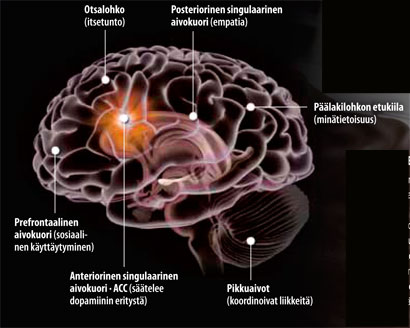 Otsalohko
(itsetunto)
Posteriorinen singulaarinen
aivokuori (empatia)
Päälakilohkon etukiila
(minätietoisuus)
Prefrontaalinen
aivokuori (sosiaali-
nen käyttäytyminen)
Anteriorinen singulaarinen
aivokuori · ACC (säätelee
dopamiinin eritystä)
Pikkuaivot
(koordinoivat liikkeitä)